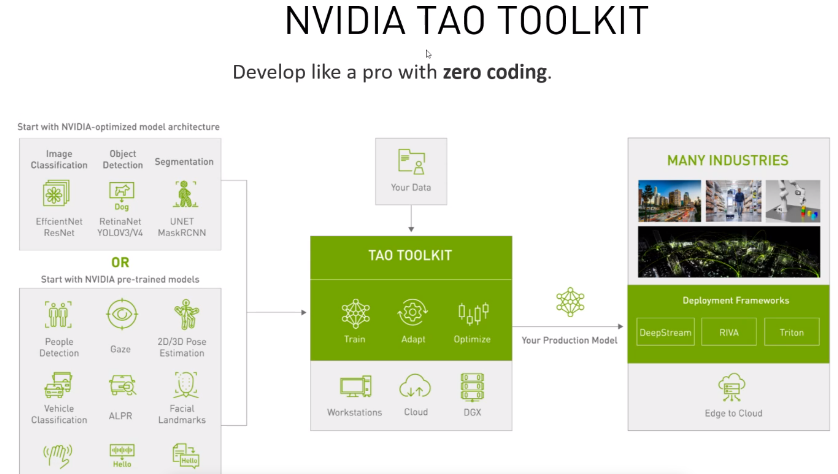 NVIDIA TAO TOOLKIT
Develop like a pro with zero coding.
Start with NVIDIA-optimized model architecture
Image
Classification
Object
Detection
Segmentation
Dog
EffcientNet
ResNet
RetinaNet
YOLOV3/V4
UNET
MaskRCNN
OR
Start with NVIDIA pre-trained models
People
Detection
Gaze
2D/3D Pose
Estimation
Vehicle
Classification
ALPR
Facial
Landmarks
Hello
Hello
Your Data
TAO TOOLKIT
Train
Adapt
Optimize
Workstations
Cloud
DGX
Your Production Model
MANY INDUSTRIES
Deployment Frameworks
DeepStream
RIVA
Triton
Edge to Cloud